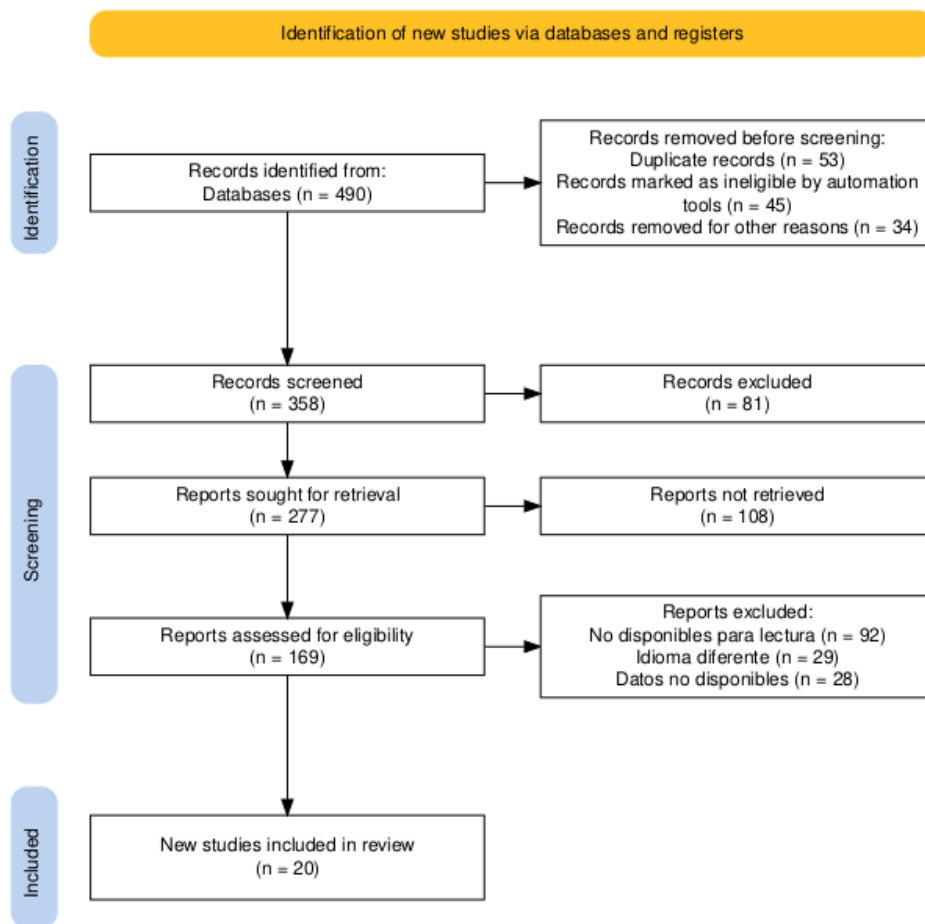 Identification of new studies via databases and registers
Identification
Records identified from:
Databases (n = 490)
Records removed before screening:
Duplicate records (n = 53)
Records marked as ineligible by automation
tools (n = 45)
Records removed for other reasons (n = 34)
Screening
Records screened
(n = 358)
Records excluded
(n = 81)
Reports sought for retrieval
(n = 277)
Reports not retrieved
(n = 108)
Reports assessed for eligibility
(n = 169)
Reports excluded:
No disponibles para lectura (n = 92)
Idioma diferente (n = 29)
Datos no disponibles (n = 28)
Included
New studies included in review
(n = 20)